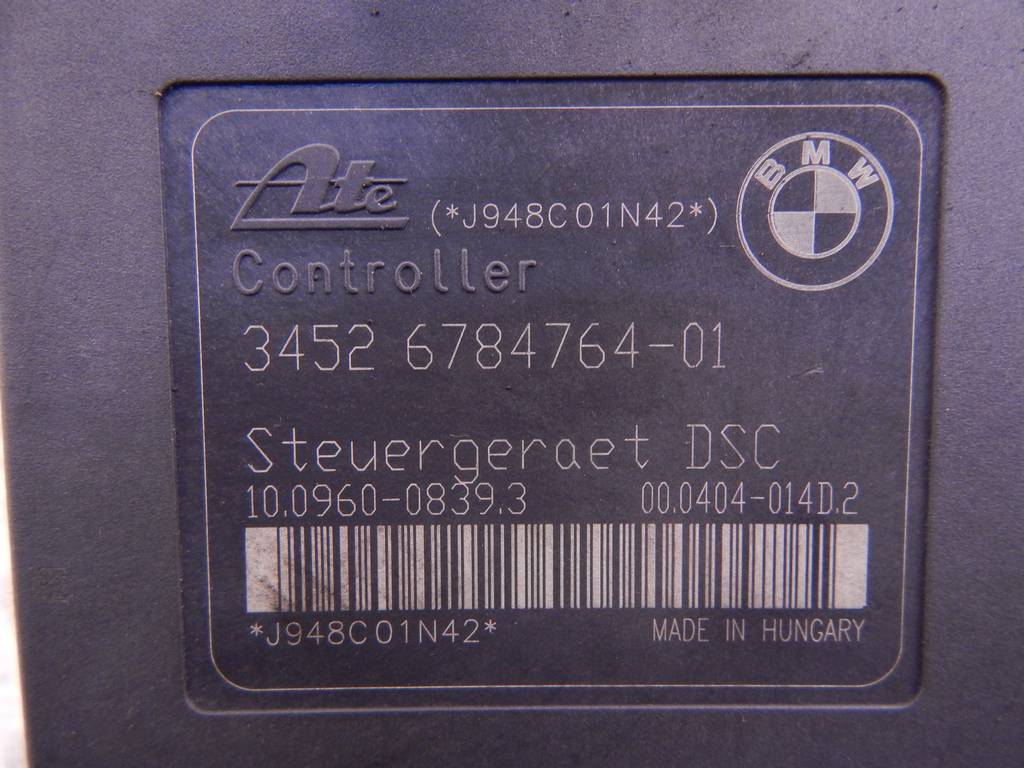 Ate (*J948C01N42*) BMW
Controller
3452 6784764-01
Steuergeraet DSC
10.0960-0839.3 00.0404-014D.2
*J948C01N42* MADE IN HUNGARY